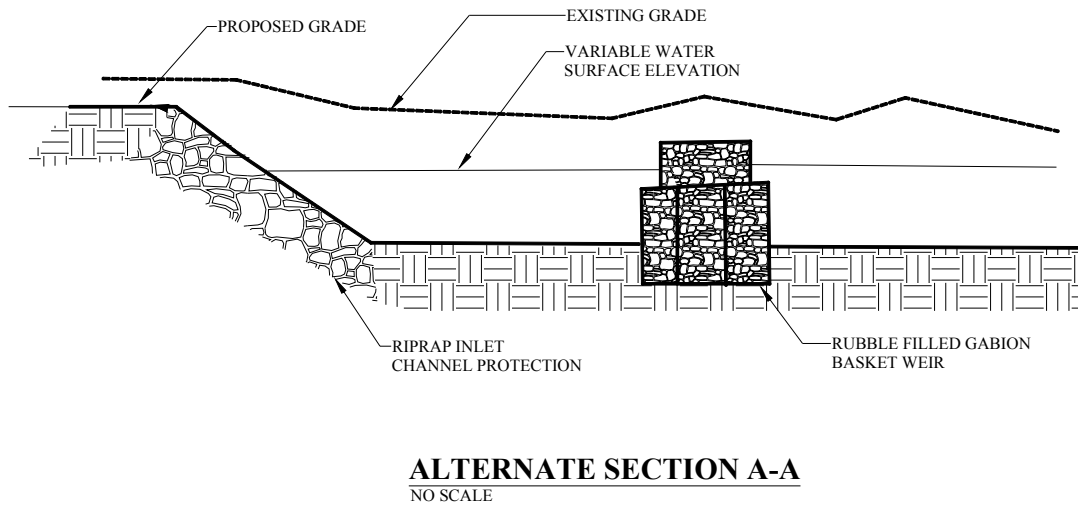 EXISTING GRADE
PROPOSED GRADE
VARIABLE WATER
SURFACE ELEVATION
RIPRAP INLET
CHANNEL PROTECTION
RUBBLE FILLED GABION
BASKET WEIR
ALTERNATE SECTION A-A
NO SCALE